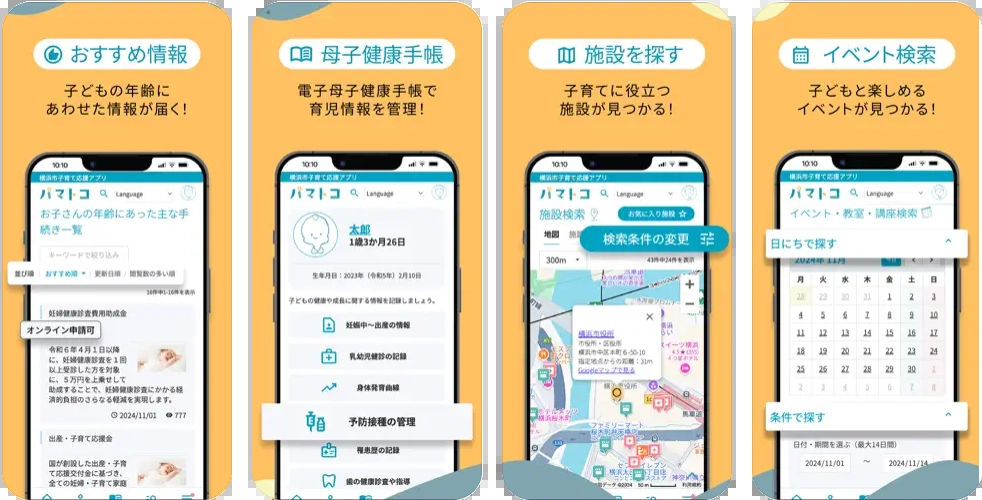 おすすめ情報
子どもの年齢に
あわせた情報が届く!
10:10
横浜市子育て応援アプリ
パマトコ
Language
お子さんの年齢にあった主な手
続き一覧
キーワードで絞り込み
並び順 おすすめ順 更新日順 閲覧数の多い順
16件中1-16件を表示
妊婦健康診査費用助成金
オンライン申請可
令和6年4月1日以降
に、妊婦健康診査を1回
以上受診した方を対象
に、5万円を上乗せして
助成することで、妊婦健康診査にかかる経
済的負担のさらなる軽減を実現します。
2024/11/01 777
出産・子育て応援金
国が創設した出産・子育
て応援交付金に基づき、
全ての妊婦・子育て家庭
母子健康手帳
電子母子健康手帳で
育児情報を管理!
10:10
横浜市子育て応援アプリ
パマトコ
Language
太郎
1歳3か月26日
生年月日:2023年(令和5年)2月10日
子どもの健康や成長に関する情報を記録しましょう。
妊娠中〜出産の情報
乳幼児健診の記録
身体発育曲線
予防接種の管理
罹患歴の記録
歯の健康診査や指導
施設を探す
子育てに役立つ
施設が見つかる!
10:10
横浜市子育て応援アプリ
パマトコ
Language
施設検索
お気に入り施設
地図
検索条件の変更
300m
43件中24件を表示
横浜市役所
市役所・区役所
横浜市中区本町6-50-10
指定地点からの距離:31m
Googleマップで見る
横浜市役所
ファミリーマート
イベント検索
子どもと楽しめる
イベントが見つかる!
10:10
横浜市子育て応援アプリ
パマトコ
Language
イベント・教室・講座検索
日にちで探す
2024年 11月
月 火 水 木 金 土 日
28 29 30 31 1 2 3
4 5 6 7 8 9 10
11 12 13 14 15 16 17
18 19 20 21 22 23 24
25 26 27 28 29 30 1
2 3 4 5 6 7 8
条件で探す
日付・期間を選ぶ(最大14日間)
2024/11/01 〜 2024/11/14